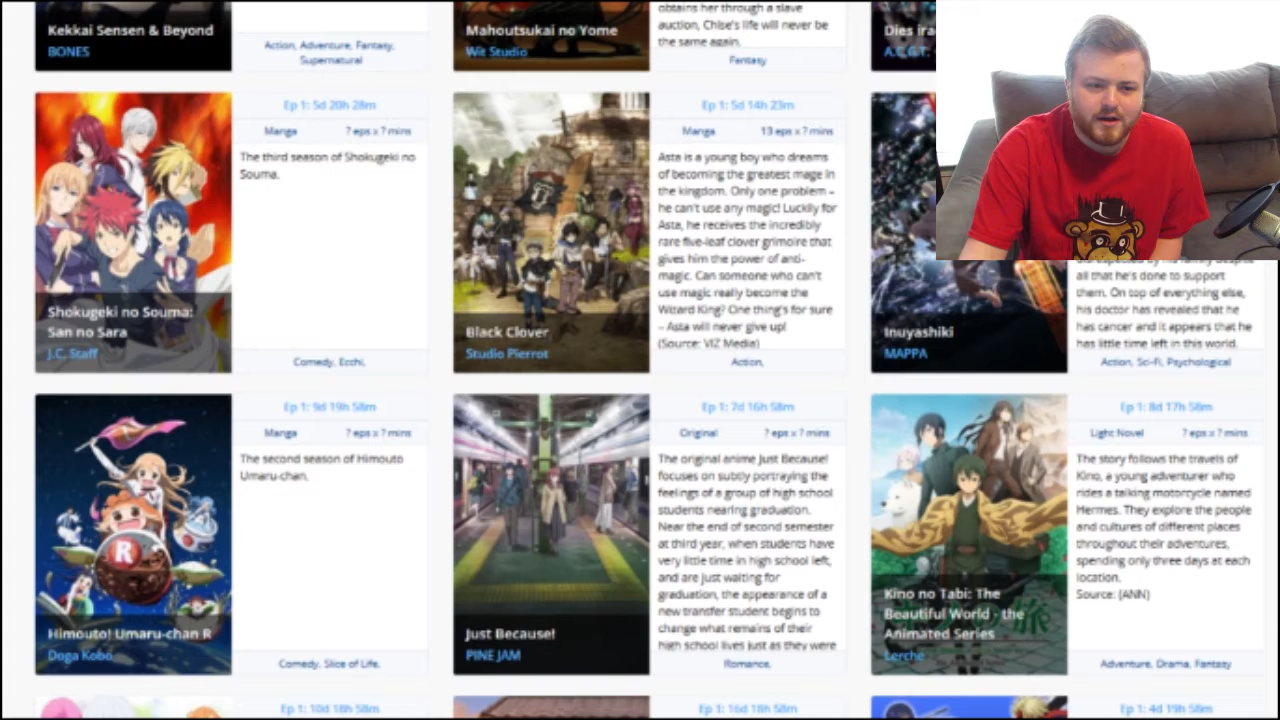 Kekkai Sensen & Beyond
BONES
Action, Adventure, Fantasy,
Supernatural
Mahoutsukai no Yome
Wit Studio
obtains her through a slave
auction, Chise's life will never be
the same again.
Fantasy
Dies ira
A.C.G.T.
Shokugeki no Souma:
San no Sara
J.C. Staff
Ep 1: 5d 20h 28m
Manga ? eps x ? mins
The third season of Shokugeki no
Souma.
Comedy, Ecchi,
Black Clover
Studio Pierrot
Ep 1: 5d 14h 23m
Manga 13 eps x ? mins
Asta is a young boy who dreams
of becoming the greatest mage in
the kingdom. Only one problem –
he can't use any magic! Luckily for
Asta, he receives the incredibly
rare five-leaf clover grimoire that
gives him the power of anti-
magic. Can someone who can't
use magic really become the
Wizard King? One thing's for sure
– Asta will never give up!
(Source: VIZ Media)
Action,
Inuyashiki
MAPPA
all that he's done to support
them. On top of everything else,
his doctor has revealed that he
has cancer and it appears that he
has little time left in this world.
Action, Sci-Fi, Psychological
Himouto! Umaru-chan R
Doga Kobo
Ep 1: 9d 19h 58m
Manga ? eps x ? mins
The second season of Himouto
Umaru-chan.
Comedy, Slice of Life,
Just Because!
PINE JAM
Ep 1: 7d 16h 58m
Original ? eps x ? mins
The original anime Just Because!
focuses on subtly portraying the
feelings of a group of high school
students nearing graduation.
Near the end of second semester
at third year, when students have
very little time in high school left,
and are just waiting for
graduation, the appearance of a
new transfer student begins to
change what remains of their
high school lives just as they were
Romance,
Kino no Tabi: The
Beautiful World - the
Animated Series
Lerche
Ep 1: 8d 17h 58m
Light Novel ? eps x ? mins
The story follows the travels of
Kino, a young adventurer who
rides a talking motorcycle named
Hermes. They explore the people
and cultures of different places
throughout their adventures,
spending only three days at each
location.
Source: (ANN)
Adventure, Drama, Fantasy
Ep 1: 10d 18h 58m
Ep 1: 16d 18h 58m
Ep 1: 4d 19h 58m